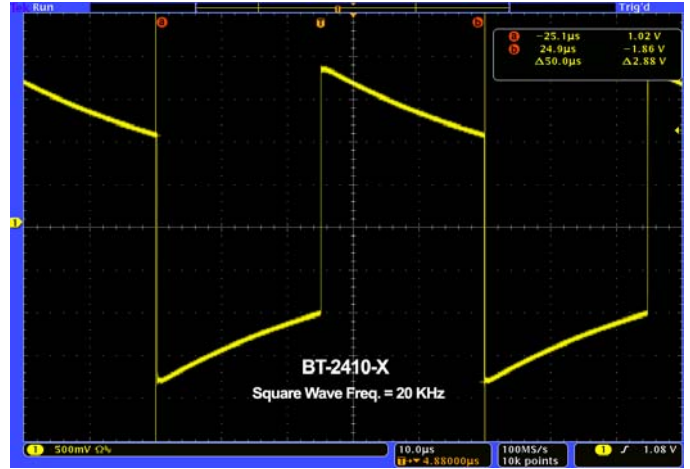 Run
Trig'd
a
T
b
a -25.1µs 1.02 V
b 24.9µs -1.86 V
Δ50.0µs Δ2.88 V
1
BT-2410-X
Square Wave Freq. = 20 KHz
1 500mV Ω
10.0µs
T→▼ 4.88000µs
100MS/s
10k points
1 1.08 V